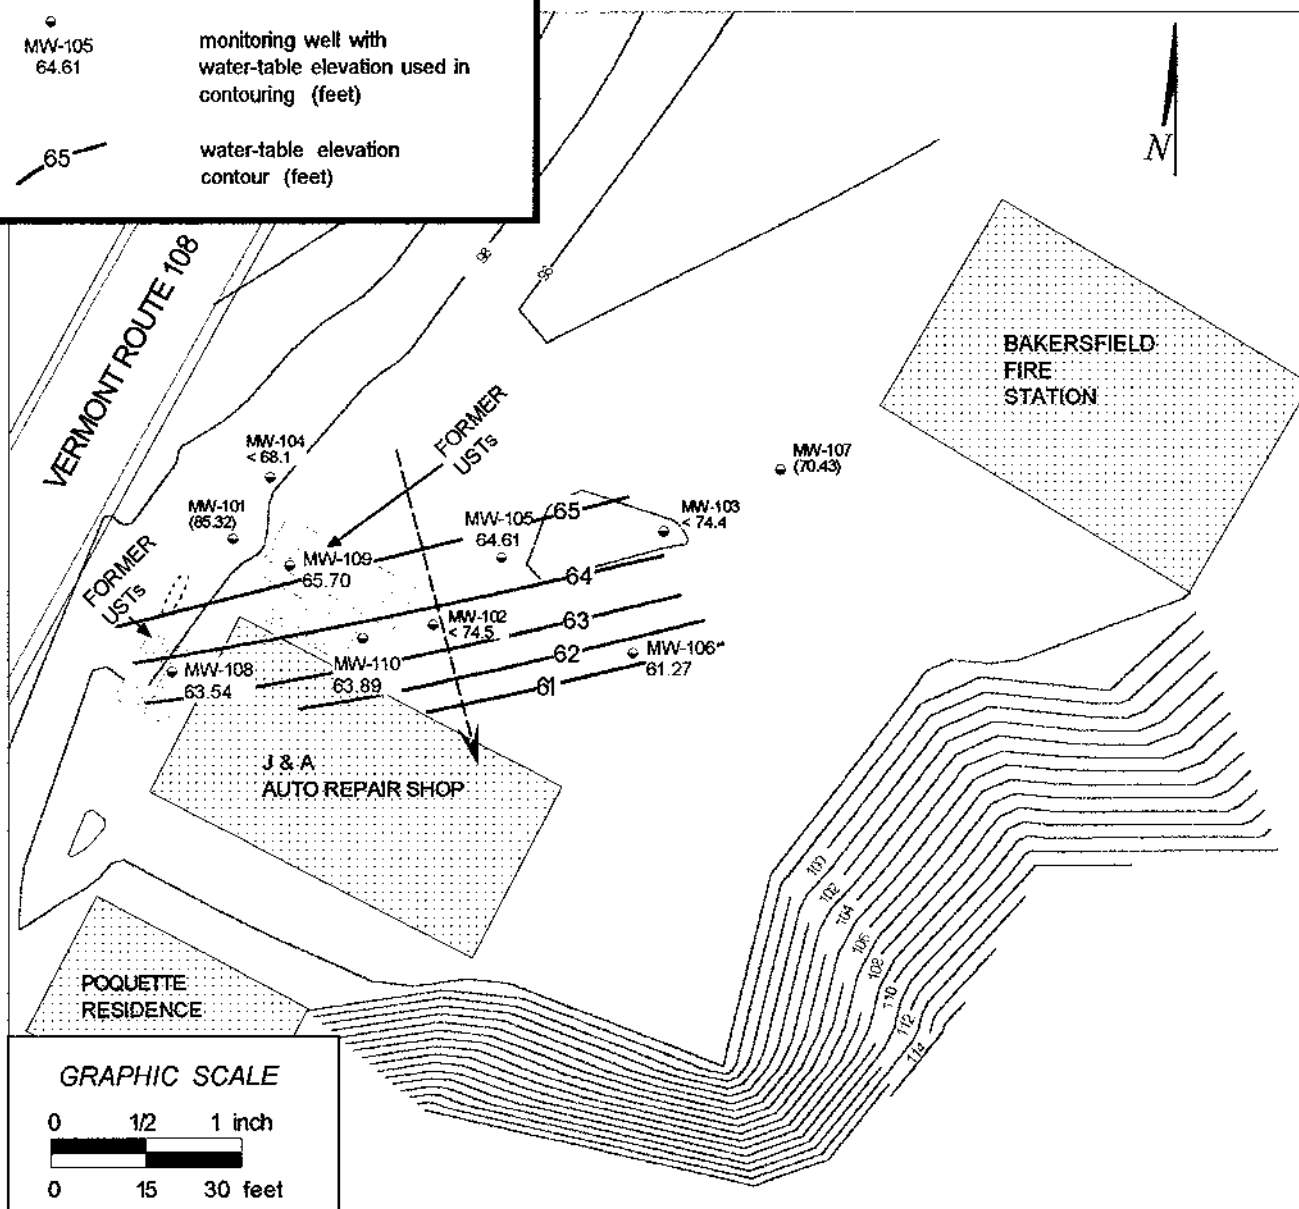 MW-105
64.61
monitoring well with
water-table elevation used in
contouring (feet)
65
water-table elevation
contour (feet)
N
VERMONT ROUTE 108
98
98
BAKERSFIELD
FIRE
STATION
FORMER
USTs
MW-104
< 68.1
MW-107
(70.43)
MW-101
(85.32)
MW-105
64.61
65
MW-103
< 74.4
FORMER
USTs
MW-109
65.70
64
MW-102
< 74.5
63
62
MW-106*
61.27
MW-108
63.54
MW-110
63.89
61
J & A
AUTO REPAIR SHOP
100
102
104
106
108
110
112
114
POQUETTE
RESIDENCE
GRAPHIC SCALE
0 1/2 1 inch
0 15 30 feet